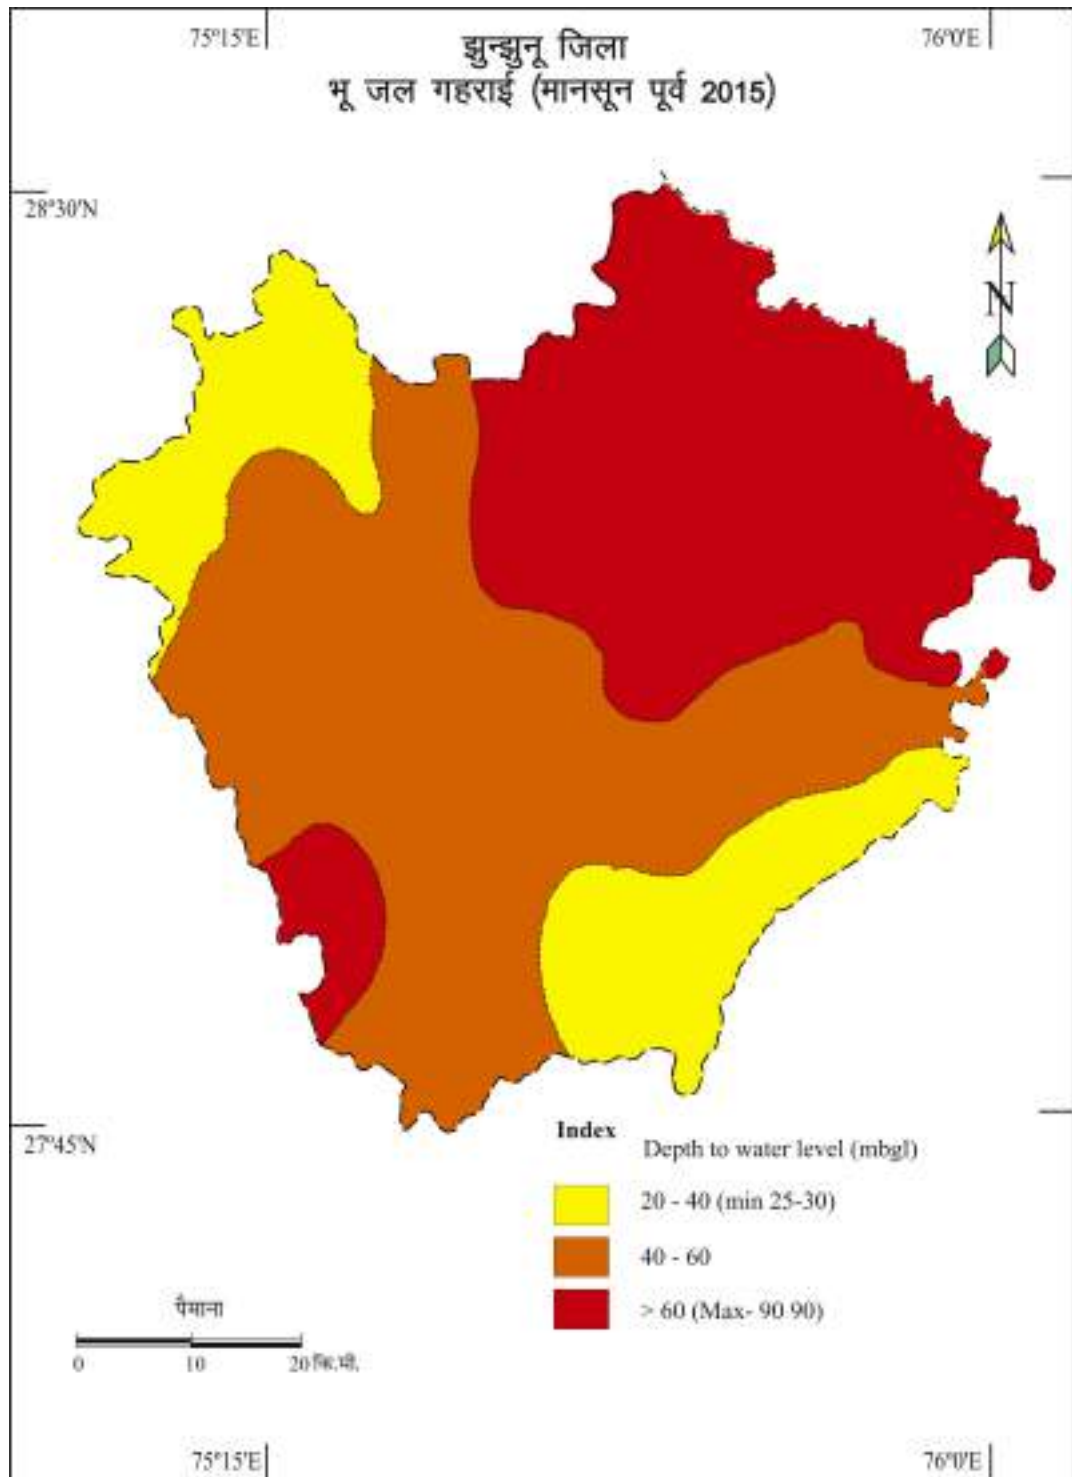 75°15'E
76°0'E
झुन्झुनू जिला
भू जल गहराई (मानसून पूर्व 2015)
28°30'N
N
27°45'N
Index
Depth to water level (mbgl)
20 - 40 (min 25-30)
40 - 60
> 60 (Max- 90 90)
पैमाना
0 10 20 कि.मी.
75°15'E
76°0'E